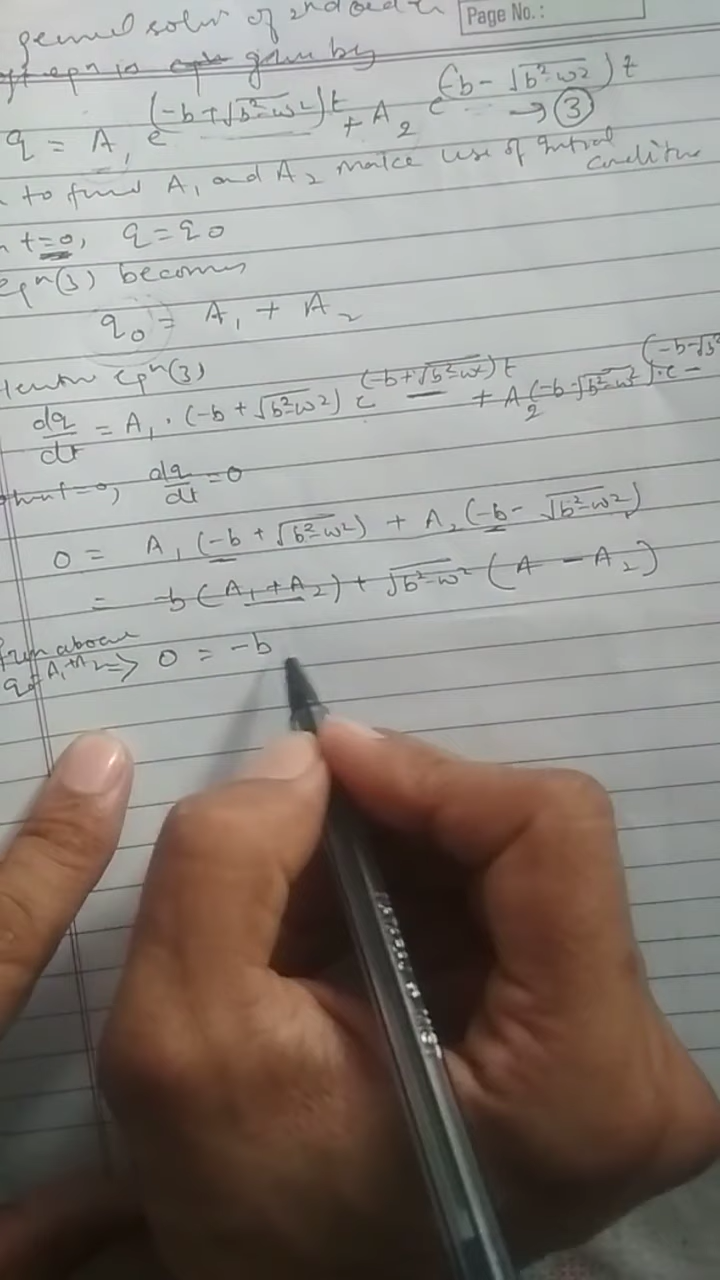 Page No.:
general soln of 2nd order
eqn is given by
q = A₁ e^(-b+√b²-ω²)t + A₂ e^(-b-√b²-ω²)t → ③
to find A₁ and A₂ make use of initial condition
t=0, q=q₀
eqn(3) becomes
q₀ = A₁ + A₂
eqn(3)
dq/dt = A₁.(-b+√b²-ω²) e^(-b+√b²-ω²)t + A₂(-b-√b²-ω²).e^(-b-√b²
t=0, dq/dt=0
0 = A₁(-b+√b²-ω²) + A₂(-b-√b²-ω²)
= -b(A₁+A₂)+√b²-ω² (A-A₂)
from above
q₀=A₁+A₂ ⇒ 0 = -b